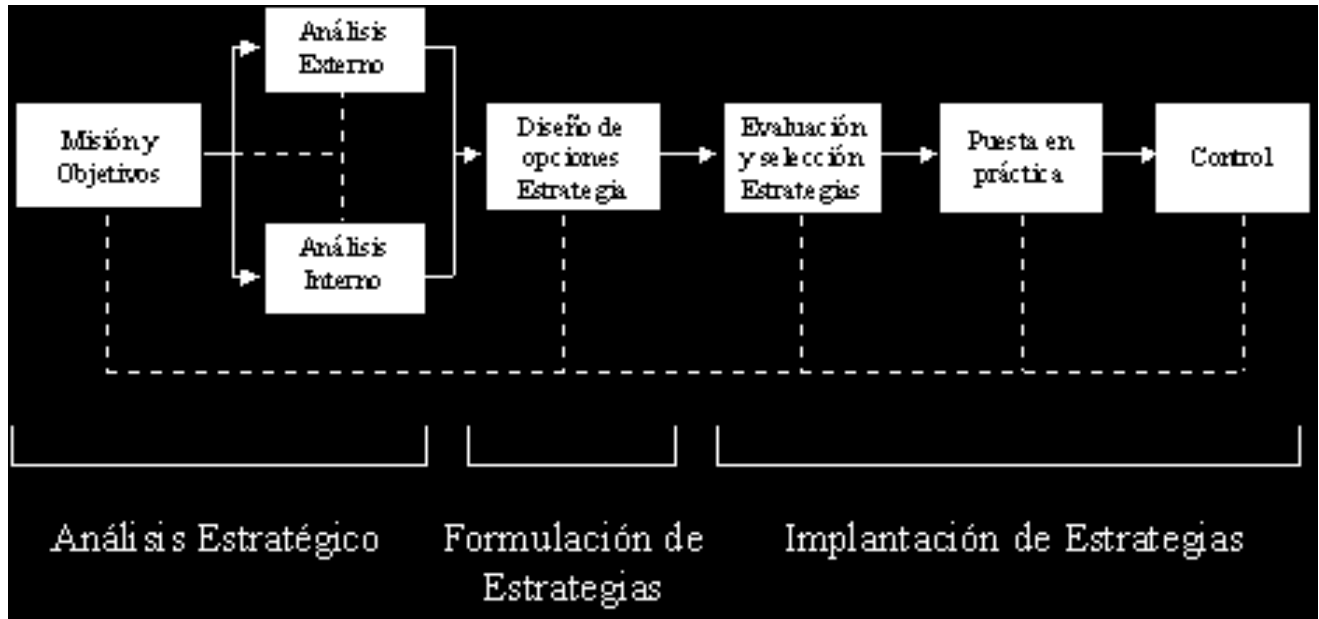 Análisis
Externo
Misión y
Objetivos
Análisis
Interno
Diseño de
opciones
Estrategia
Evaluación
y selección
Estrategias
Puesta en
práctica
Control
Análisis Estratégico
Formulación de
Estrategias
Implantación de Estrategias